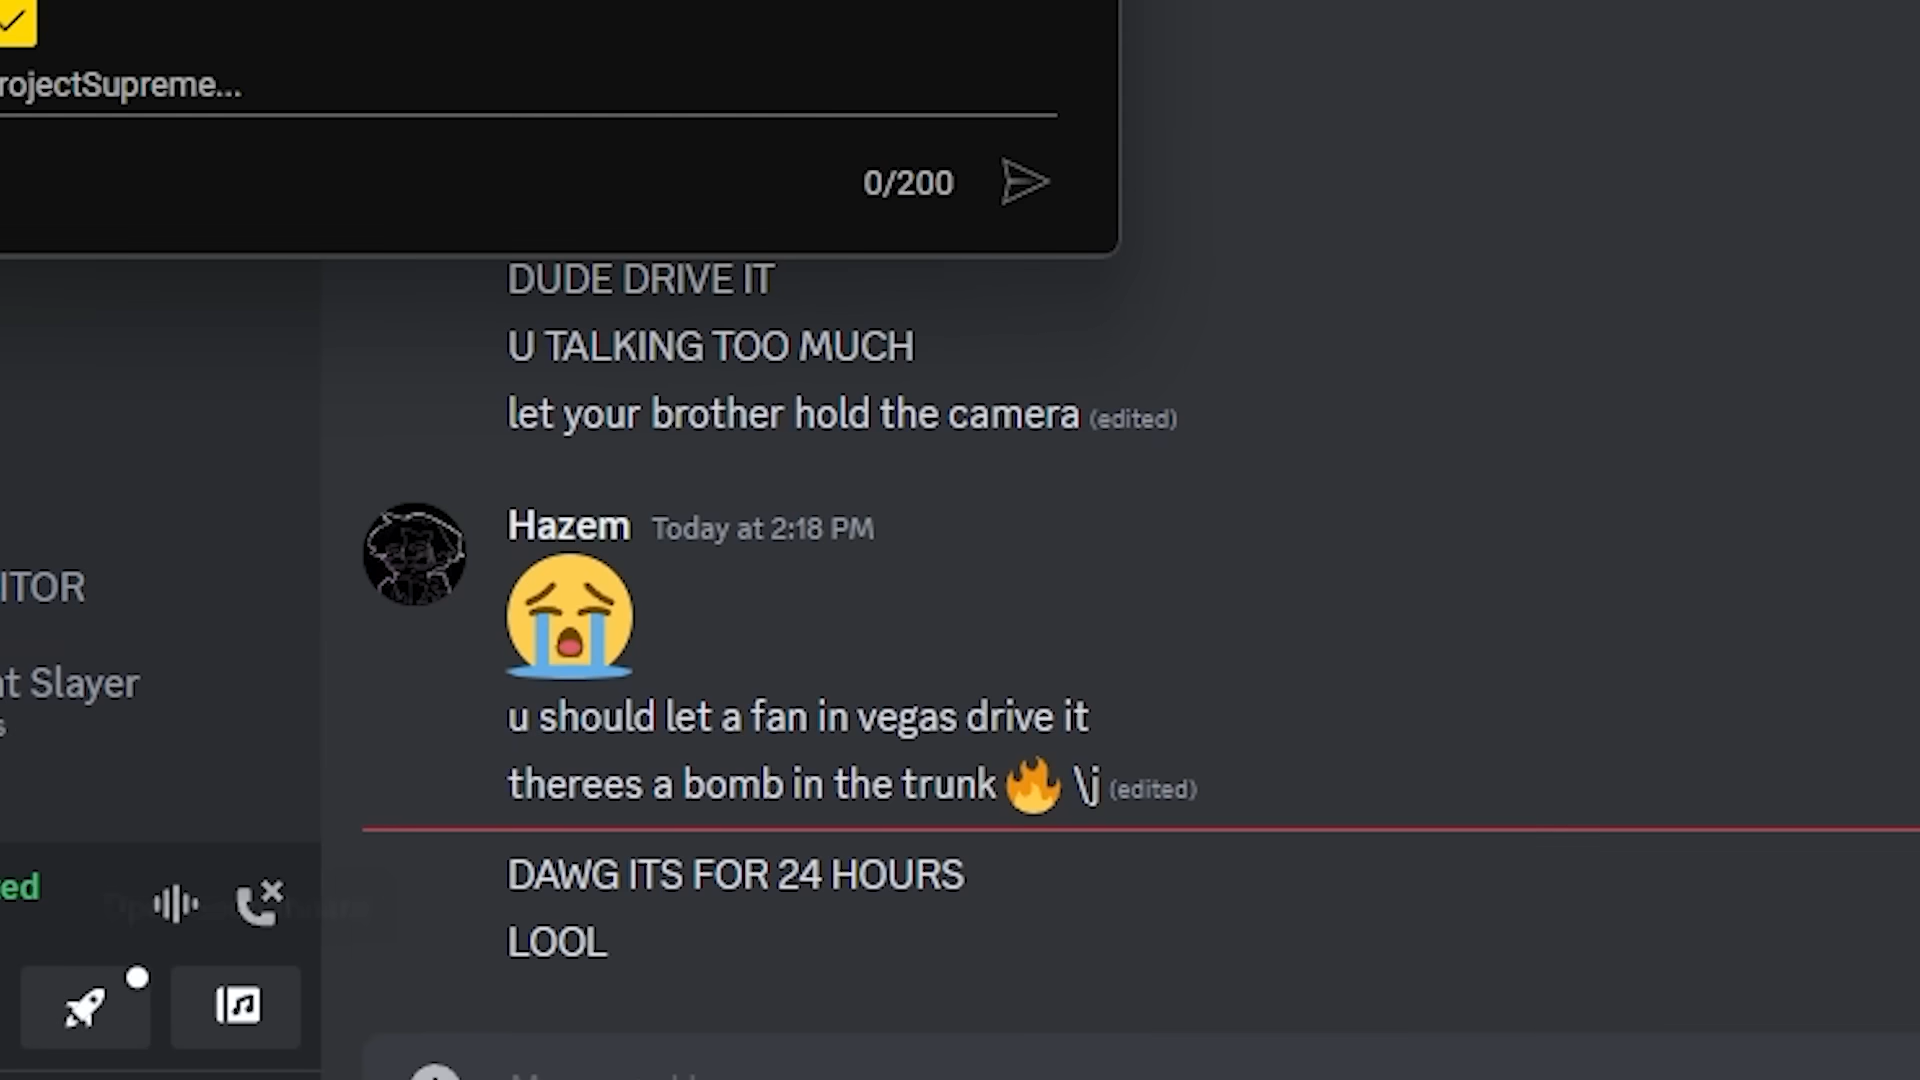 rojectSupreme...
0/200
DUDE DRIVE IT
U TALKING TOO MUCH
let your brother hold the camera (edited)
Hazem Today at 2:18 PM
ITOR
nt Slayer
s
u should let a fan in vegas drive it
therees a bomb in the trunk 🔥 \j (edited)
ed
DAWG ITS FOR 24 HOURS
LOOL